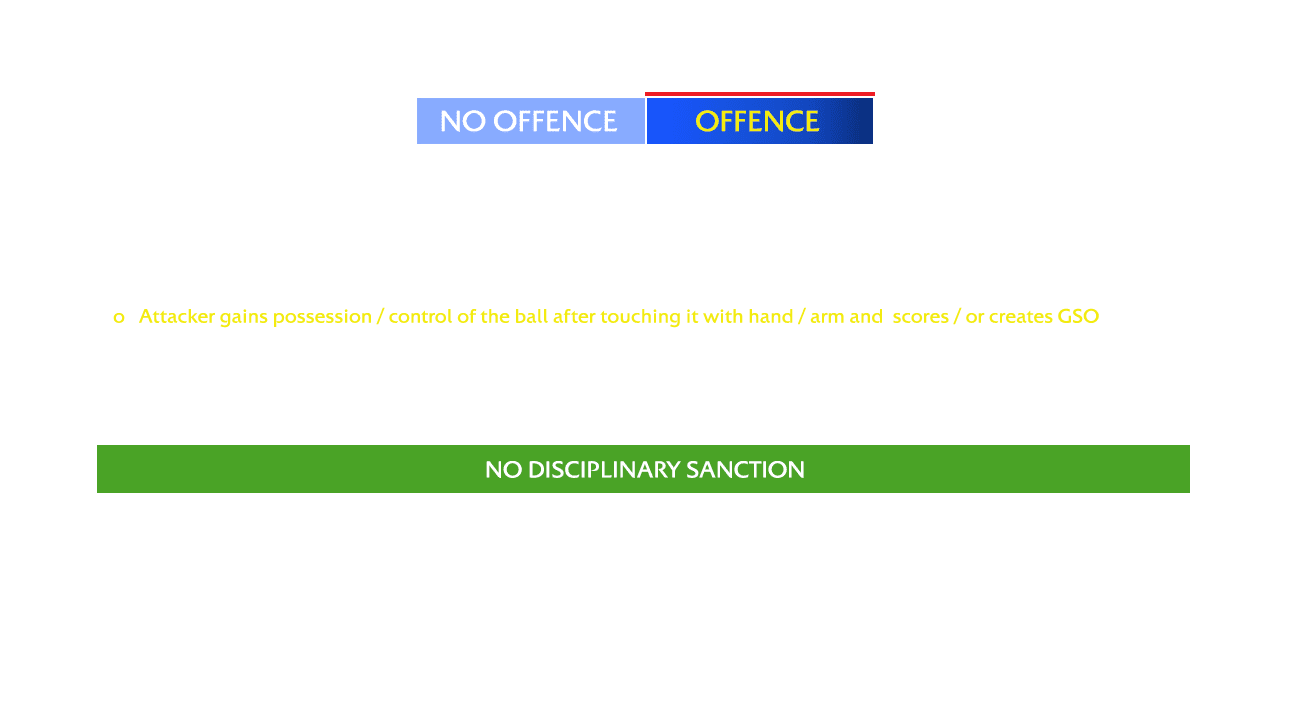 NO OFFENCE OFFENCE
o Attacker gains possession / control of the ball after touching it with hand / arm and scores / or creates GSO
NO DISCIPLINARY SANCTION